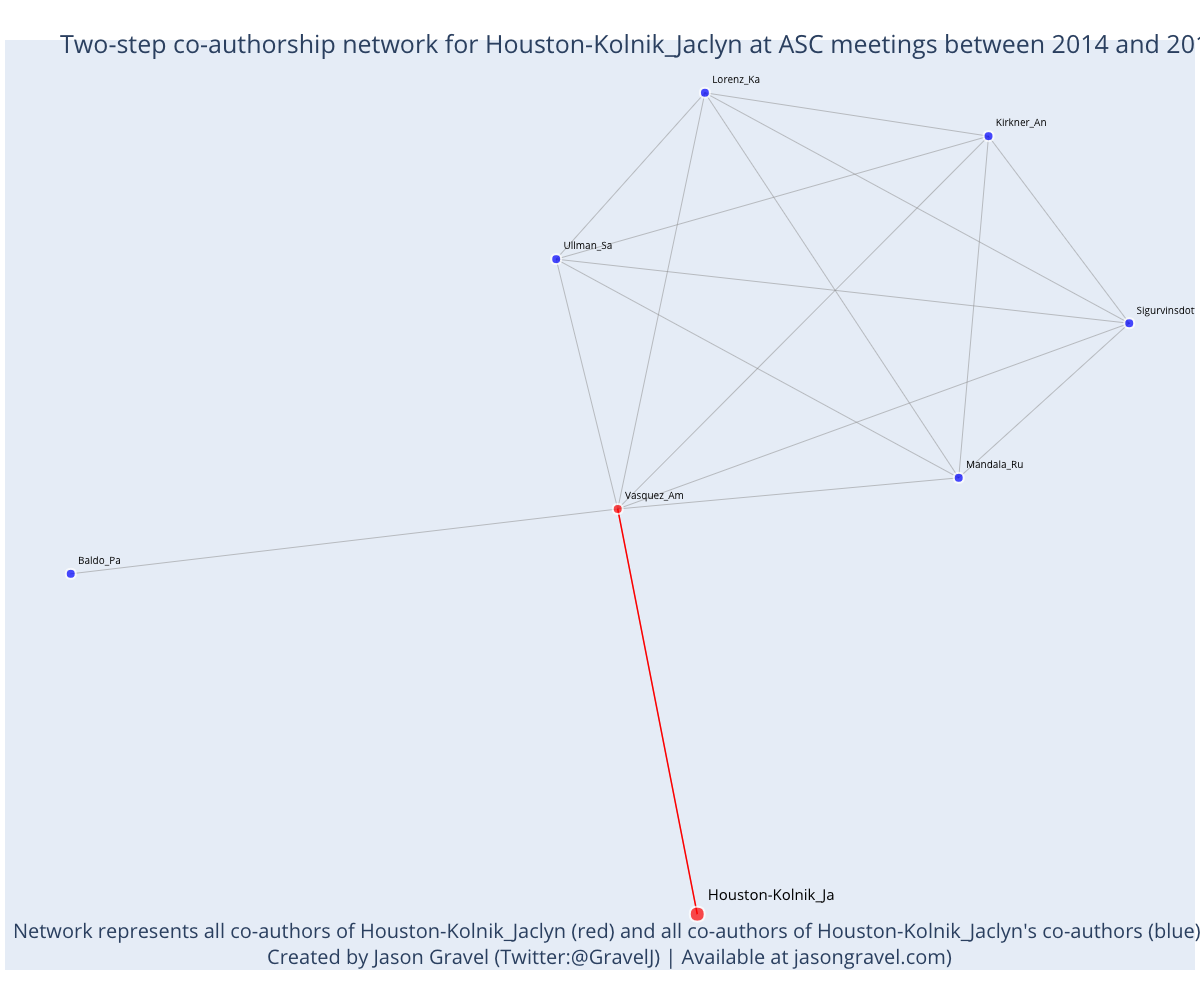 Two-step co-authorship network for Houston-Kolnik_Jaclyn at ASC meetings between 2014 and 201
Lorenz_Ka
Kirkner_An
Ullman_Sa
Sigurvinsdot
Mandala_Ru
Vasquez_Am
Baldo_Pa
Houston-Kolnik_Ja
Network represents all co-authors of Houston-Kolnik_Jaclyn (red) and all co-authors of Houston-Kolnik_Jaclyn's co-authors (blue)
Created by Jason Gravel (Twitter:@GravelJ) | Available at jasongravel.com)